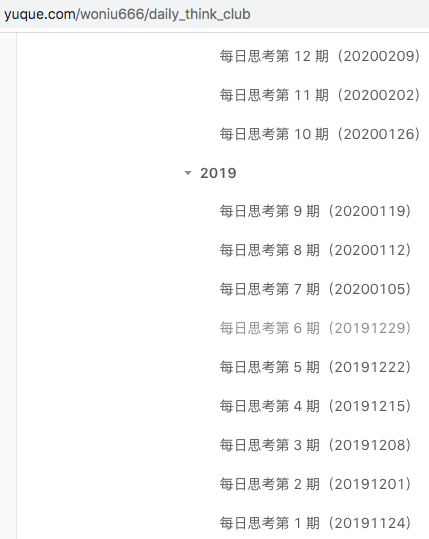 yuque.com/woniu666/daily_think_club
每日思考第 12 期（20200209）
每日思考第 11 期（20200202）
每日思考第 10 期（20200126）
2019
每日思考第 9 期（20200119）
每日思考第 8 期（20200112）
每日思考第 7 期（20200105）
每日思考第 6 期（20191229）
每日思考第 5 期（20191222）
每日思考第 4 期（20191215）
每日思考第 3 期（20191208）
每日思考第 2 期（20191201）
每日思考第 1 期（20191124）